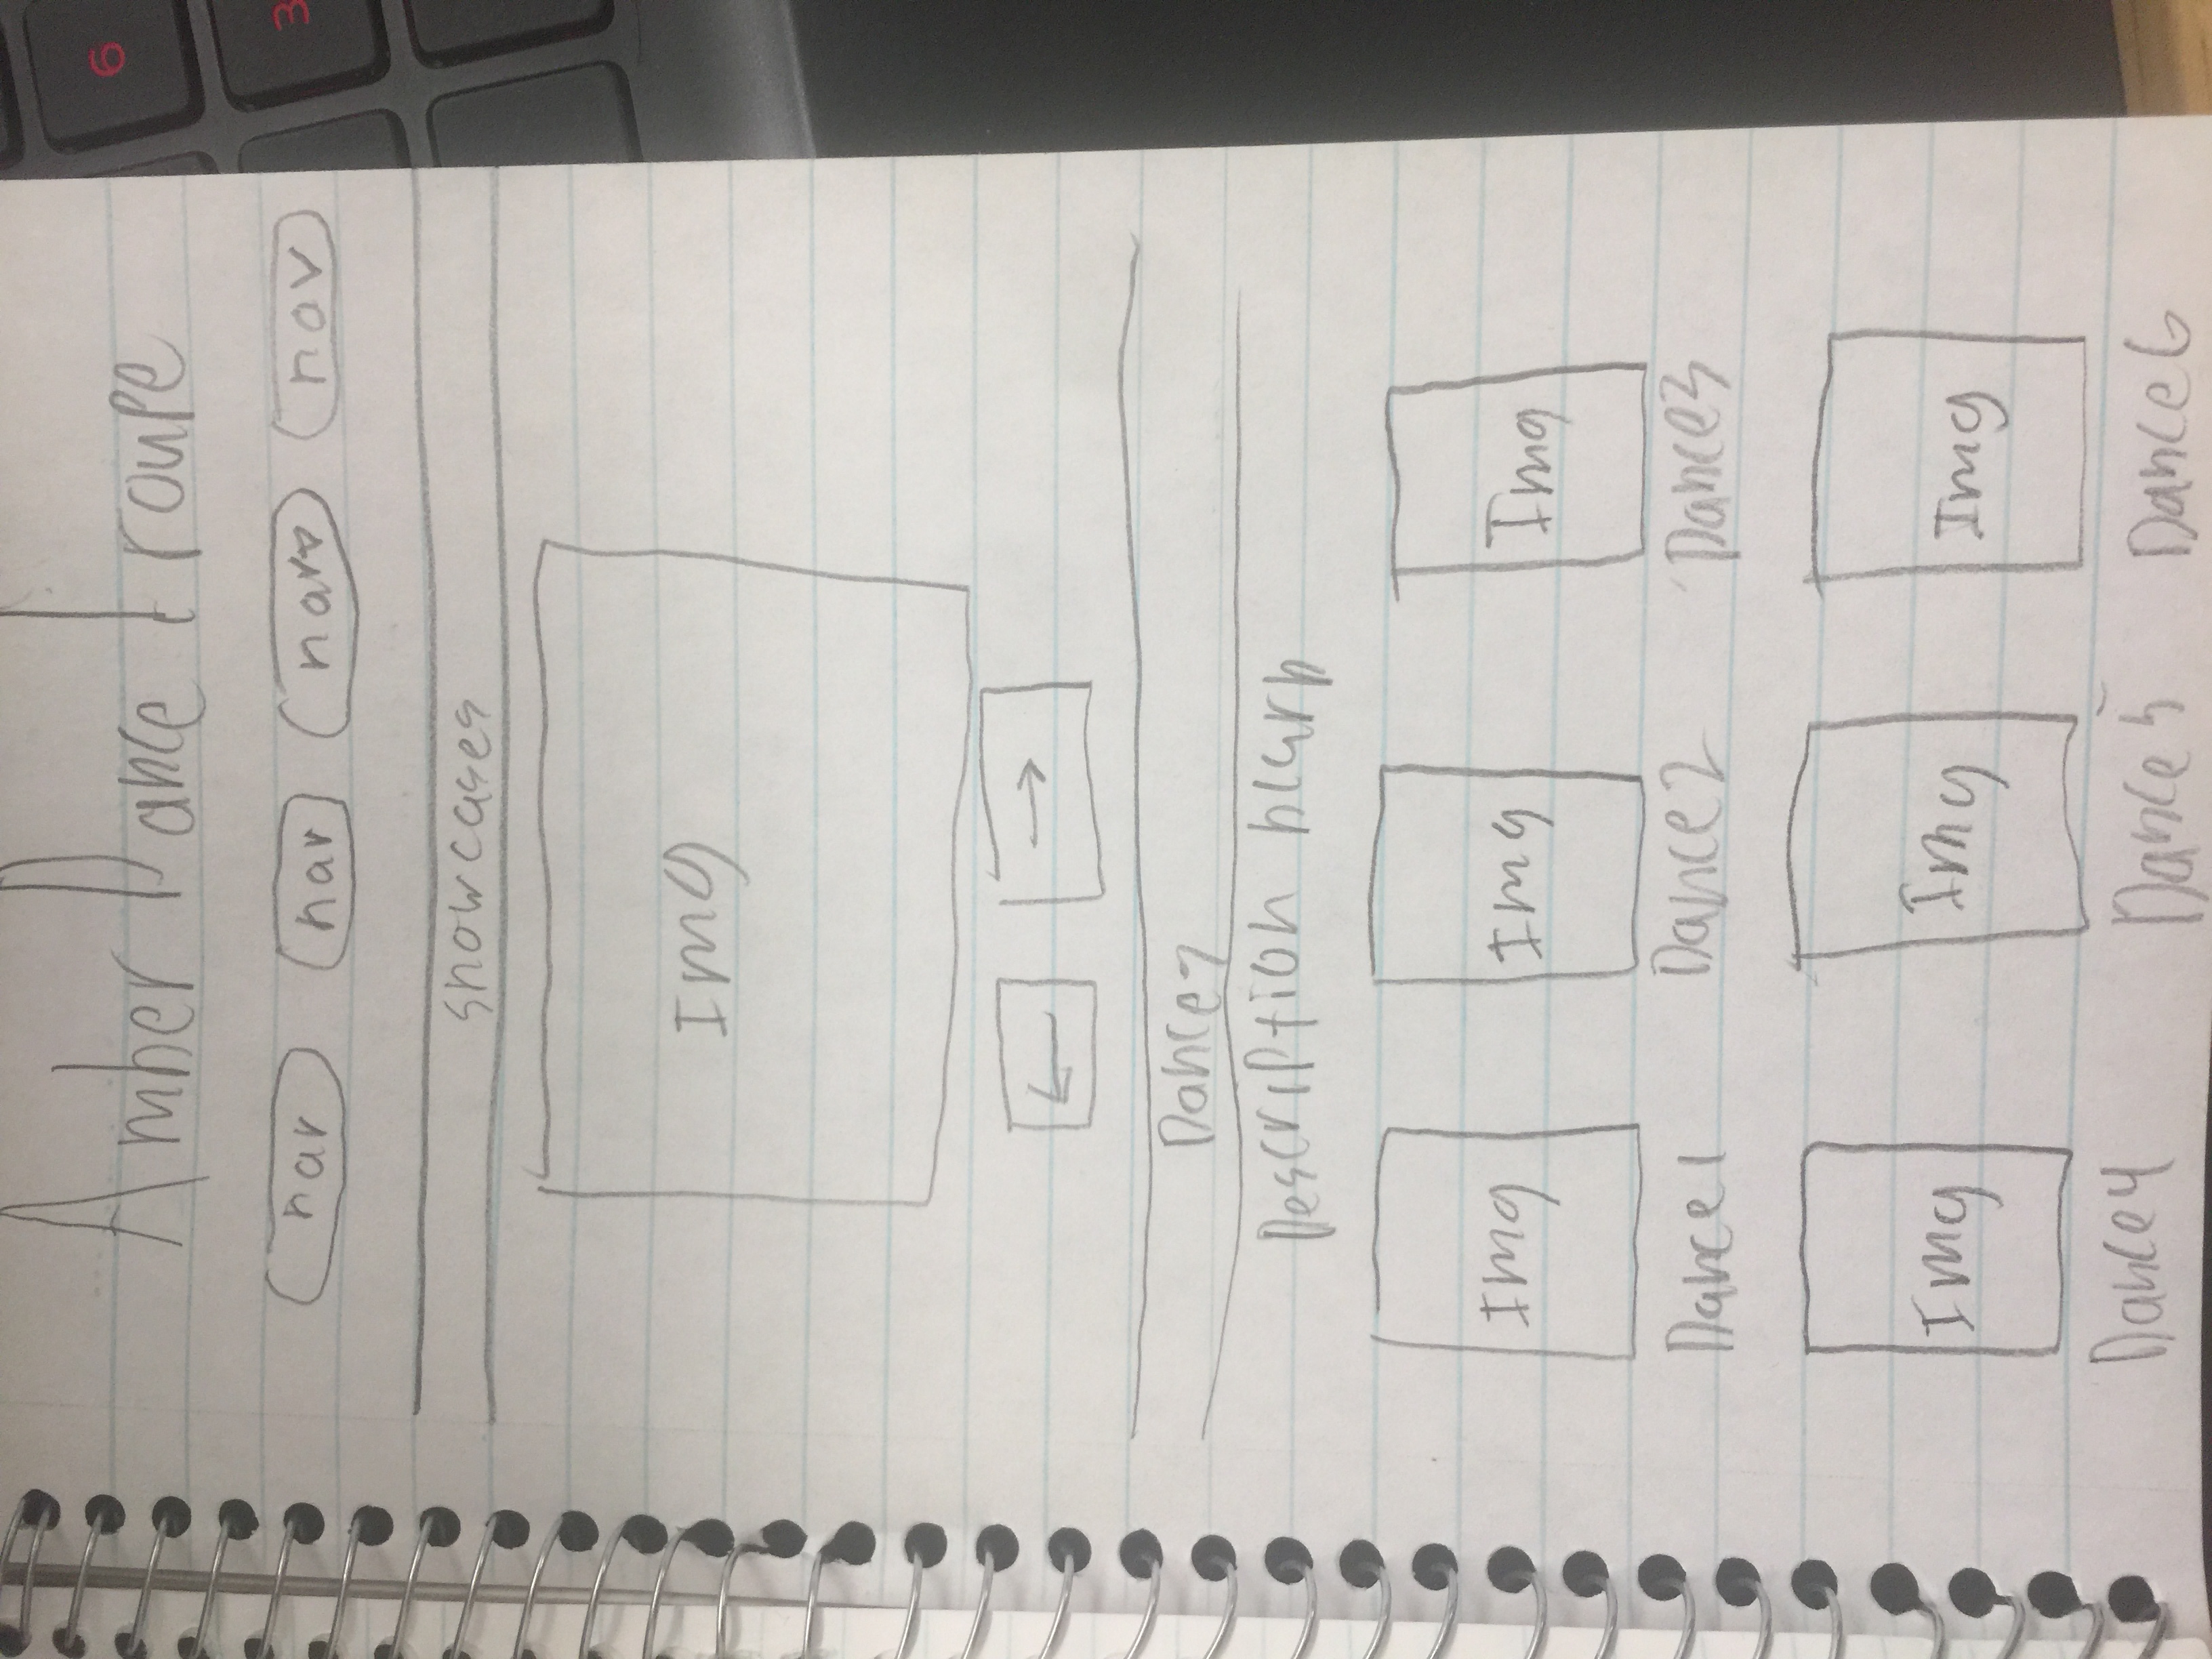 Amber Dance Troupe
nav nav nav nav
showcases
Img
← →
Dances
Description blurb
Img Img Img
Dance1 Dance2 Dance3
Img Img Img
Dance4 Dance5 Dance6
6
3